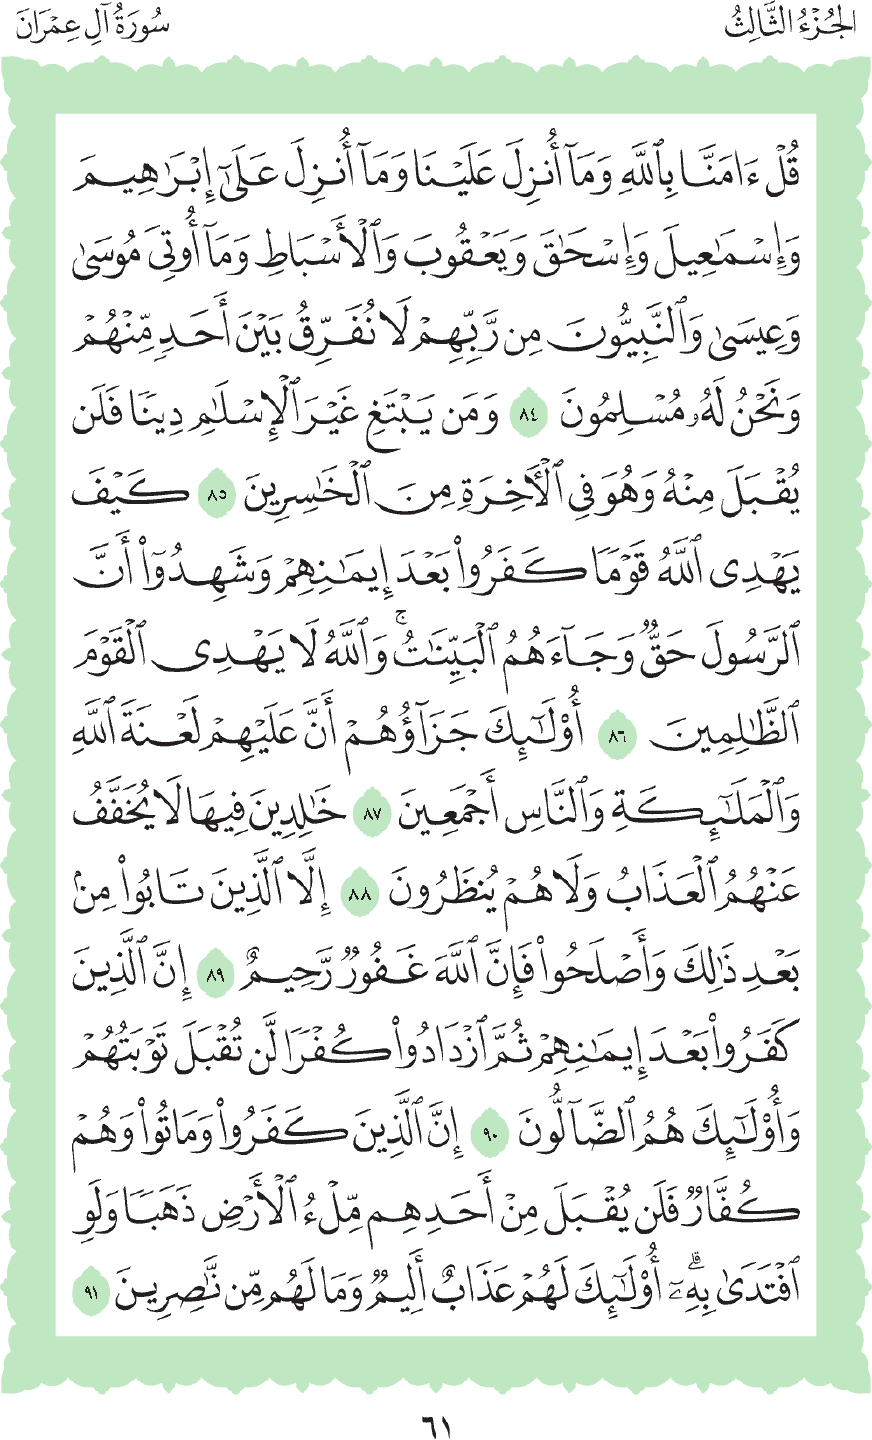 الجُزْءُ الثَّالِثُ
سُورَةُ آلِ عِمْرَانَ
قُلْ ءَامَنَّا بِٱللَّهِ وَمَآ أُنزِلَ عَلَيْنَا وَمَآ أُنزِلَ عَلَىٰٓ إِبْرَٰهِيمَ
وَإِسْمَٰعِيلَ وَإِسْحَٰقَ وَيَعْقُوبَ وَٱلْأَسْبَاطِ وَمَآ أُوتِىَ مُوسَىٰ
وَعِيسَىٰ وَٱلنَّبِيُّونَ مِن رَّبِّهِمْ لَا نُفَرِّقُ بَيْنَ أَحَدٍ مِّنْهُمْ
وَنَحْنُ لَهُۥ مُسْلِمُونَ ٨٤ وَمَن يَبْتَغِ غَيْرَ ٱلْإِسْلَٰمِ دِينًا فَلَن
يُقْبَلَ مِنْهُ وَهُوَ فِى ٱلْأَخِرَةِ مِنَ ٱلْخَٰسِرِينَ ٨٥ كَيْفَ
يَهْدِى ٱللَّهُ قَوْمًا كَفَرُوا۟ بَعْدَ إِيمَٰنِهِمْ وَشَهِدُوٓا۟ أَنَّ
ٱلرَّسُولَ حَقٌّ وَجَآءَهُمُ ٱلْبَيِّنَٰتُ ۚ وَٱللَّهُ لَا يَهْدِى ٱلْقَوْمَ
ٱلظَّٰلِمِينَ ٨٦ أُو۟لَٰٓئِكَ جَزَآؤُهُمْ أَنَّ عَلَيْهِمْ لَعْنَةَ ٱللَّهِ
وَٱلْمَلَٰٓئِكَةِ وَٱلنَّاسِ أَجْمَعِينَ ٨٧ خَٰلِدِينَ فِيهَا لَا يُخَفَّفُ
عَنْهُمُ ٱلْعَذَابُ وَلَا هُمْ يُنظَرُونَ ٨٨ إِلَّا ٱلَّذِينَ تَابُوا۟ مِنۢ
بَعْدِ ذَٰلِكَ وَأَصْلَحُوا۟ فَإِنَّ ٱللَّهَ غَفُورٌ رَّحِيمٌ ٨٩ إِنَّ ٱلَّذِينَ
كَفَرُوا۟ بَعْدَ إِيمَٰنِهِمْ ثُمَّ ٱزْدَادُوا۟ كُفْرًا لَّن تُقْبَلَ تَوْبَتُهُمْ
وَأُو۟لَٰٓئِكَ هُمُ ٱلضَّآلُّونَ ٩٠ إِنَّ ٱلَّذِينَ كَفَرُوا۟ وَمَاتُوا۟ وَهُمْ
كُفَّارٌ فَلَن يُقْبَلَ مِنْ أَحَدِهِم مِّلْءُ ٱلْأَرْضِ ذَهَبًا وَلَوِ
ٱفْتَدَىٰ بِهِۦٓ ۗ أُو۟لَٰٓئِكَ لَهُمْ عَذَابٌ أَلِيمٌ وَمَا لَهُم مِّن نَّٰصِرِينَ ٩١
٦١